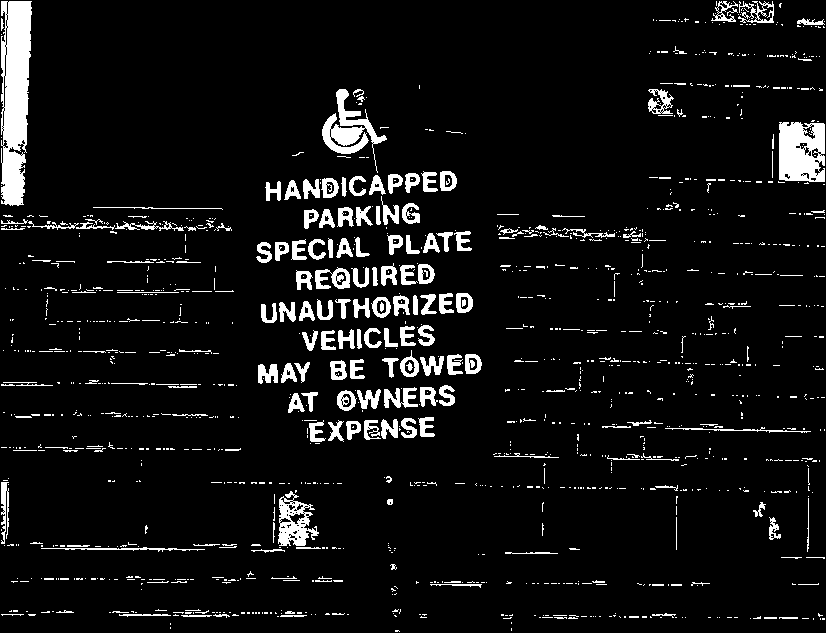 HANDICAPPED
PARKING
SPECIAL PLATE
REQUIRED
UNAUTHORIZED
VEHICLES
MAY BE TOWED
AT OWNERS
EXPENSE